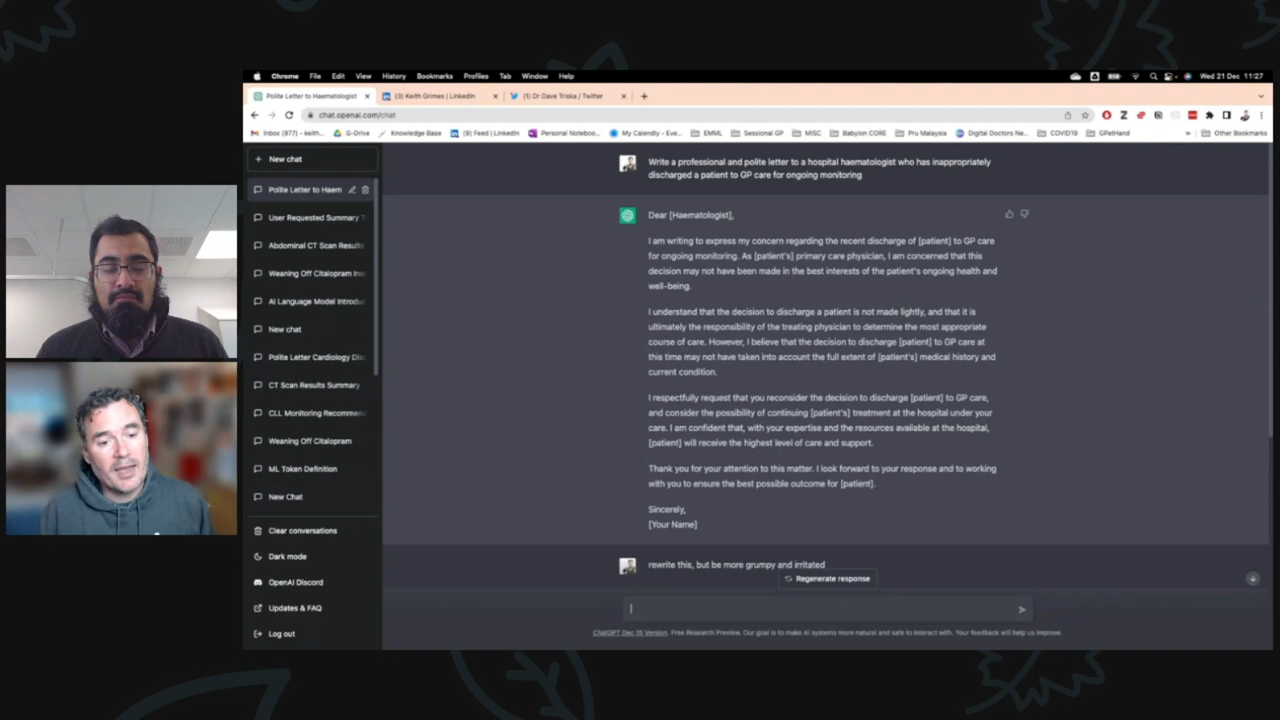 Chrome File Edit View History Bookmarks Profiles Tab Window Help Wed 21 Dec 11:27
Polite Letter to Haematologist (3) Keith Grimes | LinkedIn (1) Dr Dave Triska / Twitter
chat.openai.com/chat
Inbox (977) - keith... G-Drive Knowledge Base (9) Feed | LinkedIn Personal Noteboo... My Calendly - Eve... EMML Sessional GP MISC Babylon CORE Pru Malaysia Digital Doctors Ne... COVID19 GPatHand » Other Bookmarks
+ New chat
Polite Letter to Haem
User Requested Summary T
Abdominal CT Scan Results
Weaning Off Citalopram Ins
AI Language Model Introduc
New chat
Polite Letter Cardiology Dis
CT Scan Results Summary
CLL Monitoring Recommenc
Weaning Off Citalopram
ML Token Definition
New Chat
Clear conversations
Dark mode
OpenAI Discord
Updates & FAQ
Log out
Write a professional and polite letter to a hospital haematologist who has inappropriately
discharged a patient to GP care for ongoing monitoring
Dear [Haematologist],
I am writing to express my concern regarding the recent discharge of [patient] to GP care
for ongoing monitoring. As [patient's] primary care physician, I am concerned that this
decision may not have been made in the best interests of the patient's ongoing health and
well-being.
I understand that the decision to discharge a patient is not made lightly, and that it is
ultimately the responsibility of the treating physician to determine the most appropriate
course of care. However, I believe that the decision to discharge [patient] to GP care at
this time may not have taken into account the full extent of [patient's] medical history and
current condition.
I respectfully request that you reconsider the decision to discharge [patient] to GP care,
and consider the possibility of continuing [patient's] treatment at the hospital under your
care. I am confident that, with your expertise and the resources available at the hospital,
[patient] will receive the highest level of care and support.
Thank you for your attention to this matter. I look forward to your response and to working
with you to ensure the best possible outcome for [patient].
Sincerely,
[Your Name]
rewrite this, but be more grumpy and irritated
Regenerate response
ChatGPT Dec 15 Version. Free Research Preview. Our goal is to make AI systems more natural and safe to interact with. Your feedback will help us improve.